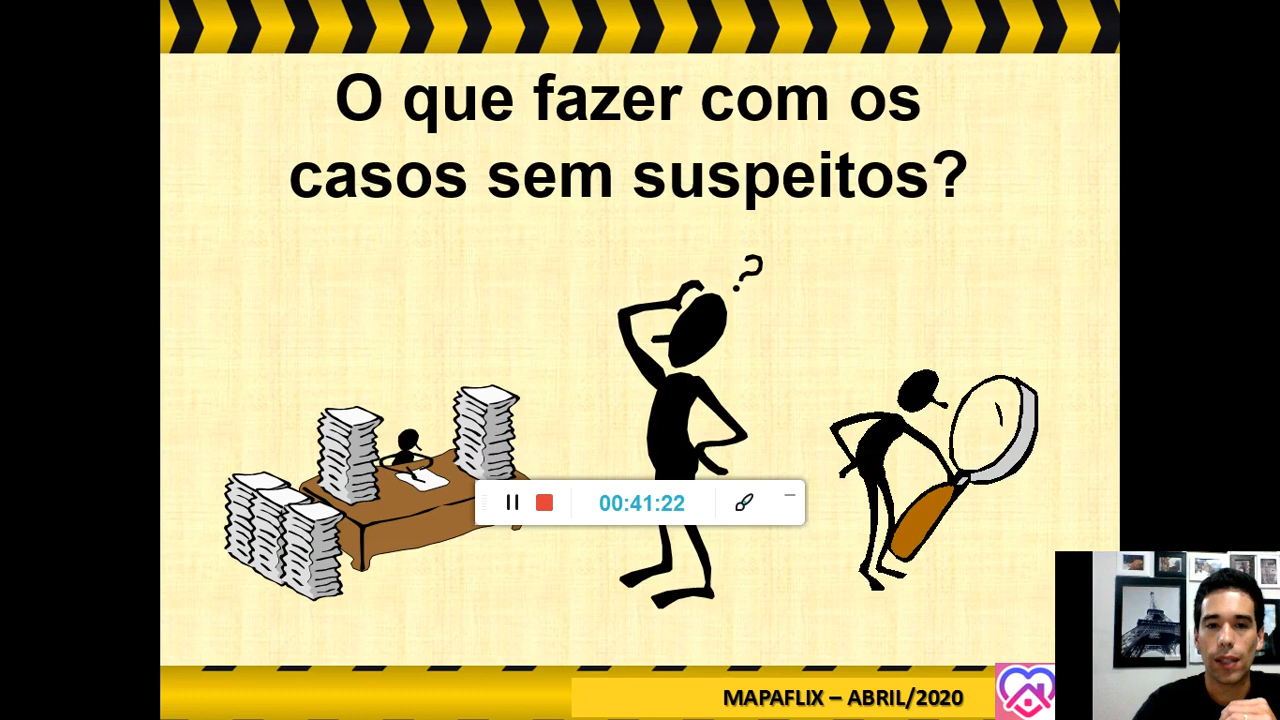 O que fazer com os
casos sem suspeitos?
?
00:41:22
MAPAFLIX – ABRIL/2020